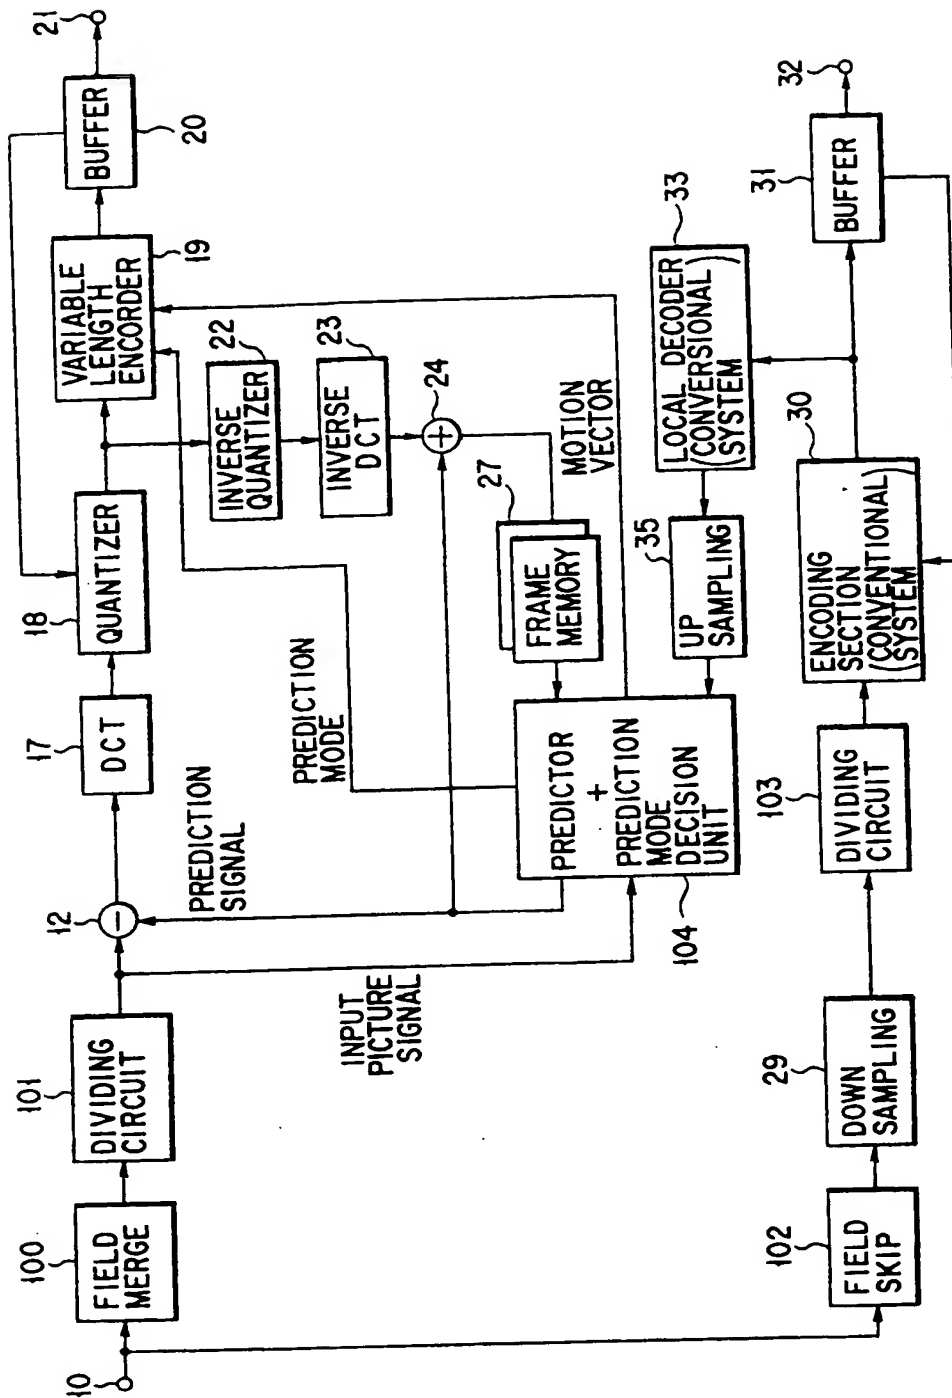 10
100
FIELD
MERGE
101
DIVIDING
CIRCUIT
INPUT
PICTURE
SIGNAL
12
−
PREDICTION
SIGNAL
17
DCT
18
QUANTIZER
VARIABLE
LENGTH
ENCORDER
19
BUFFER
20
21
PREDICTION
MODE
INVERSE
QUANTIZER
22
INVERSE
DCT
23
+
24
FRAME
MEMORY
27
MOTION
VECTOR
PREDICTOR
+
PREDICTION
MODE
DECISION
UNIT
104
UP
SAMPLING
35
LOCAL DECODER
(CONVERSIONAL
SYSTEM)
33
102
FIELD
SKIP
29
DOWN
SAMPLING
103
DIVIDING
CIRCUIT
ENCODING
SECTION
(CONVENTIONAL
SYSTEM)
30
31
BUFFER
32